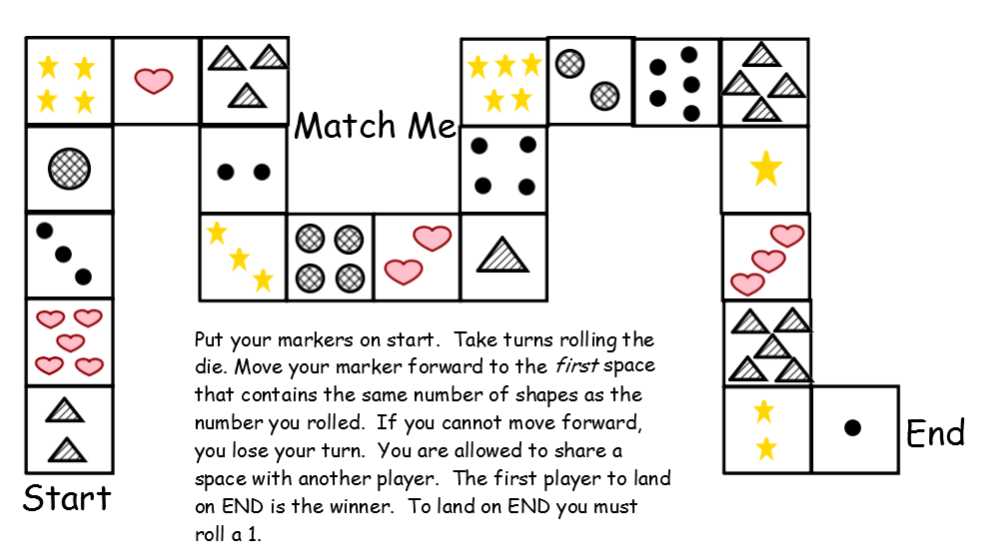 Match Me
Put your markers on start. Take turns rolling the
die. Move your marker forward to the first space
that contains the same number of shapes as the
number you rolled. If you cannot move forward,
you lose your turn. You are allowed to share a
space with another player. The first player to land
on END is the winner. To land on END you must
roll a 1.
End
Start